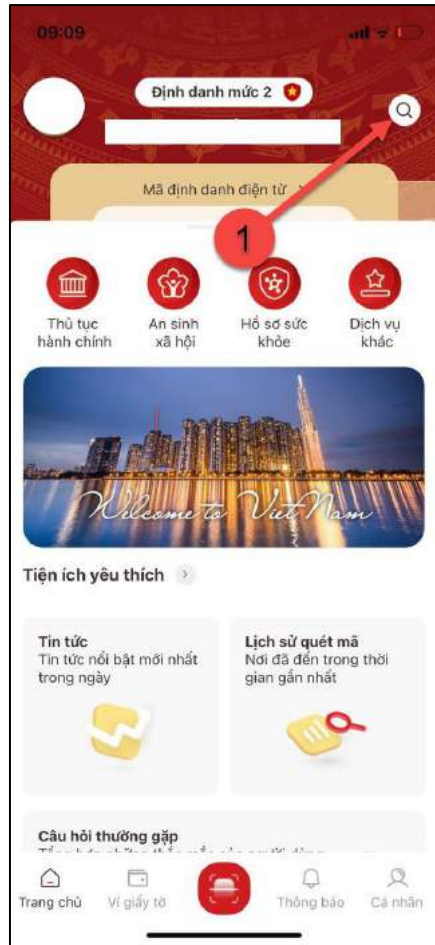 09:09
Định danh mức 2
Mã định danh điện tử
1
Thủ tục
hành chính
An sinh
xã hội
Hồ sơ sức
khỏe
Dịch vụ
khác
Welcome to Viet Nam
Tiện ích yêu thích
Tin tức
Tin tức nổi bật mới nhất
trong ngày
Lịch sử quét mã
Nơi đã đến trong thời
gian gần nhất
Câu hỏi thường gặp
Trang chủ
Ví giấy tờ
Thông báo
Cá nhân